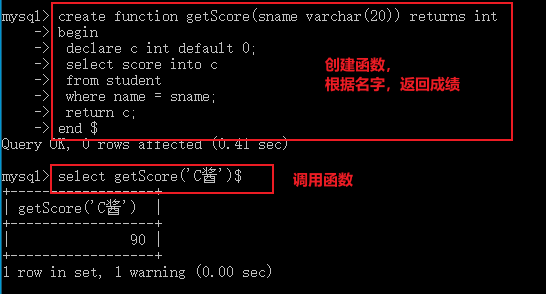 mysql> create function getScore(sname varchar(20)) returns int
-> begin
-> declare c int default 0;
-> select score into c
-> from student
-> where name = sname;
-> return c;
-> end $
创建函数，
根据名字，返回成绩
Query OK, 0 rows affected (0.41 sec)
mysql> select getScore('C酱')$
调用函数
+------------------+
| getScore('C酱') |
+------------------+
| 90 |
+------------------+
1 row in set, 1 warning (0.00 sec)